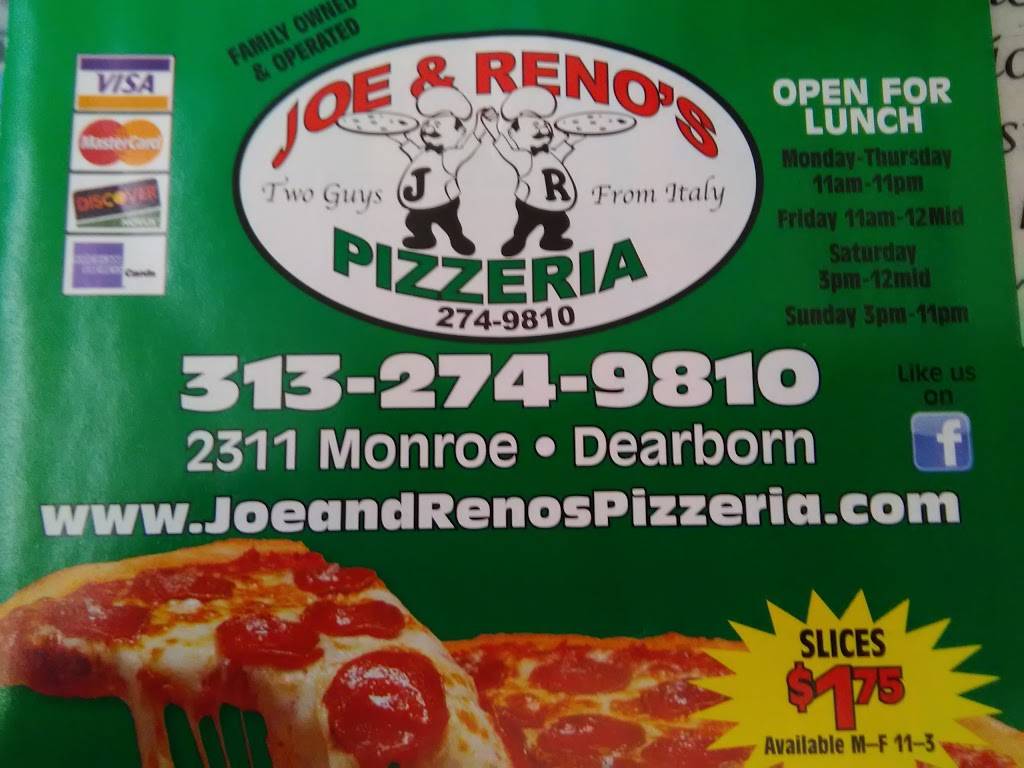 FAMILY OWNED
& OPERATED
VISA
MasterCard
DISCOVER
NOVUS
Cards
JOE & RENO'S
Two Guys J R From Italy
PIZZERIA
274-9810
OPEN FOR
LUNCH
Monday-Thursday
11am-11pm
Friday 11am-12Mid
Saturday
3pm-12mid
Sunday 3pm-11pm
313-274-9810
2311 Monroe • Dearborn
Like us
on
f
www.JoeandRenosPizzeria.com
SLICES
$1.75
Available M-F 11-3